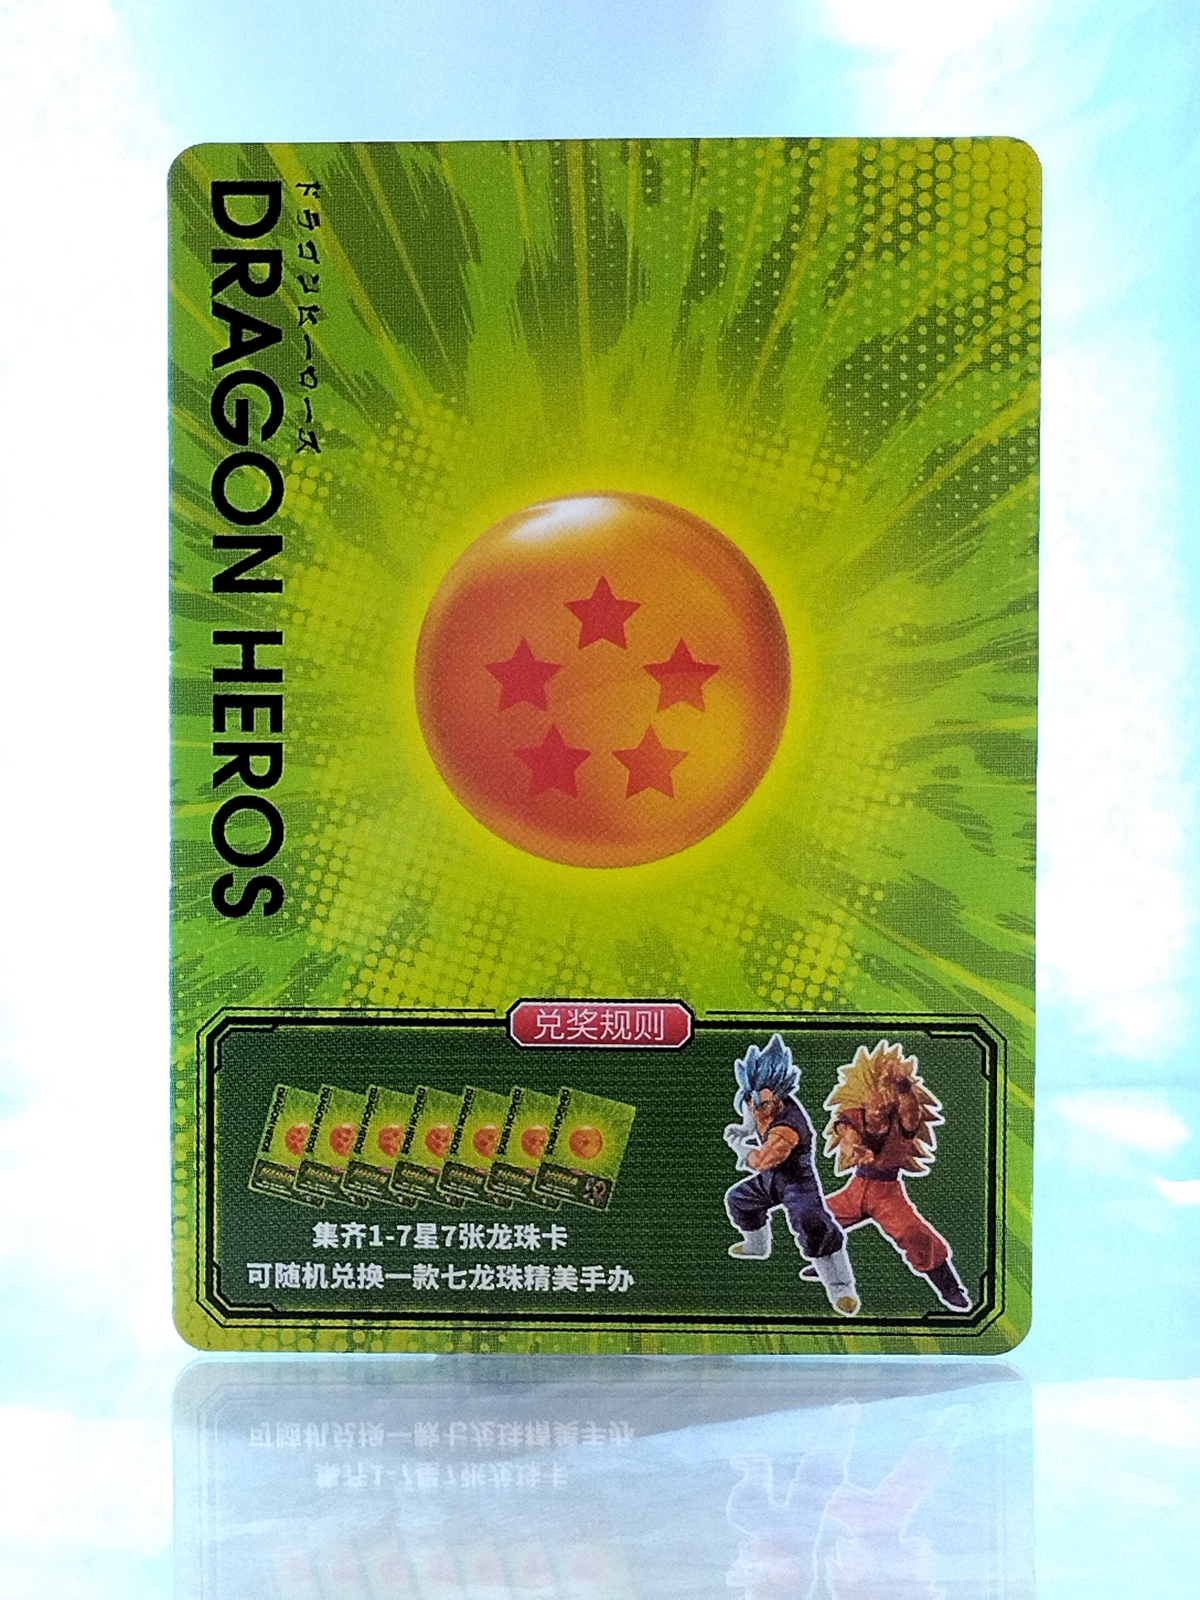 DRAGON HEROS
ドラゴンヒーローズ
兑奖规则
集齐1-7星7张龙珠卡
可随机兑换一款七龙珠精美手办